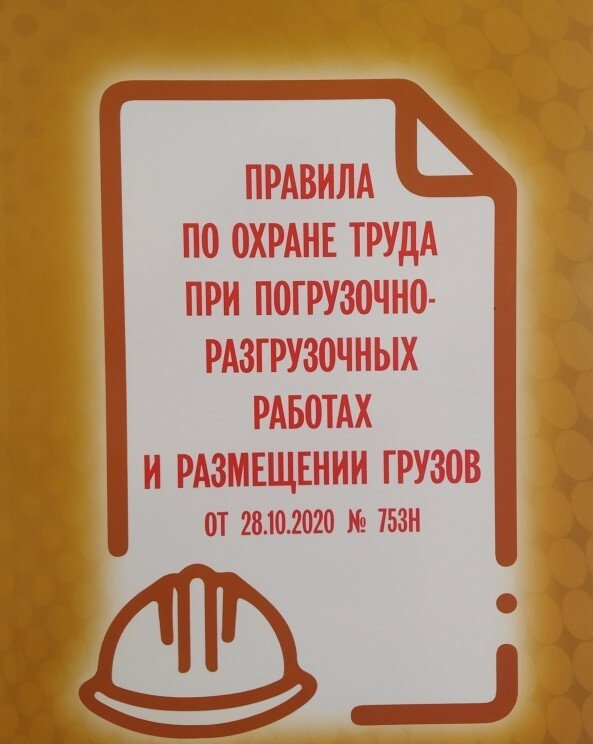 ПРАВИЛА
ПО ОХРАНЕ ТРУДА
ПРИ ПОГРУЗОЧНО-
РАЗГРУЗОЧНЫХ
РАБОТАХ
И РАЗМЕЩЕНИИ ГРУЗОВ
ОТ 28.10.2020 № 753Н